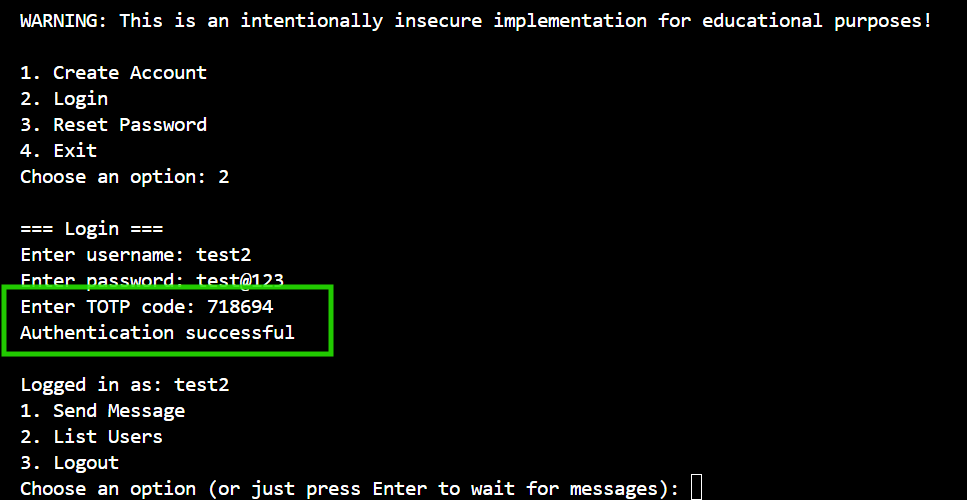 WARNING: This is an intentionally insecure implementation for educational purposes!
1. Create Account
2. Login
3. Reset Password
4. Exit
Choose an option: 2
=== Login ===
Enter username: test2
Enter password: test@123
Enter TOTP code: 718694
Authentication successful
Logged in as: test2
1. Send Message
2. List Users
3. Logout
Choose an option (or just press Enter to wait for messages):